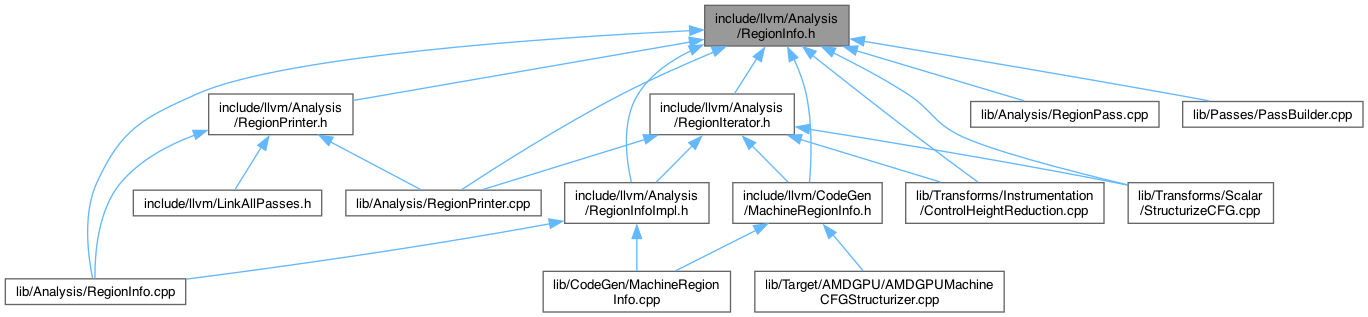 include/llvm/Analysis
/RegionInfo.h
include/llvm/Analysis
/RegionPrinter.h
include/llvm/Analysis
/RegionIterator.h
lib/Analysis/RegionPass.cpp
lib/Passes/PassBuilder.cpp
include/llvm/LinkAllPasses.h
lib/Analysis/RegionPrinter.cpp
include/llvm/Analysis
/RegionInfoImpl.h
include/llvm/CodeGen
/MachineRegionInfo.h
lib/Transforms/Instrumentation
/ControlHeightReduction.cpp
lib/Transforms/Scalar
/StructurizeCFG.cpp
lib/Analysis/RegionInfo.cpp
lib/CodeGen/MachineRegion
Info.cpp
lib/Target/AMDGPU/AMDGPUMachine
CFGStructurizer.cpp